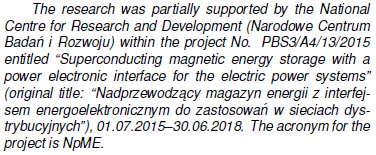 The research was partially supported by the National
Centre for Research and Development (Narodowe Centrum
Badań i Rozwoju) within the project No. PBS3/A4/13/2015
entitled “Superconducting magnetic energy storage with a
power electronic interface for the electric power systems”
(original title: “Nadprzewodzący magazyn energii z interfej-
sem energoelektronicznym do zastosowań w sieciach dys-
trybucyjnych”), 01.07.2015–30.06.2018. The acronym for the
project is NpME.